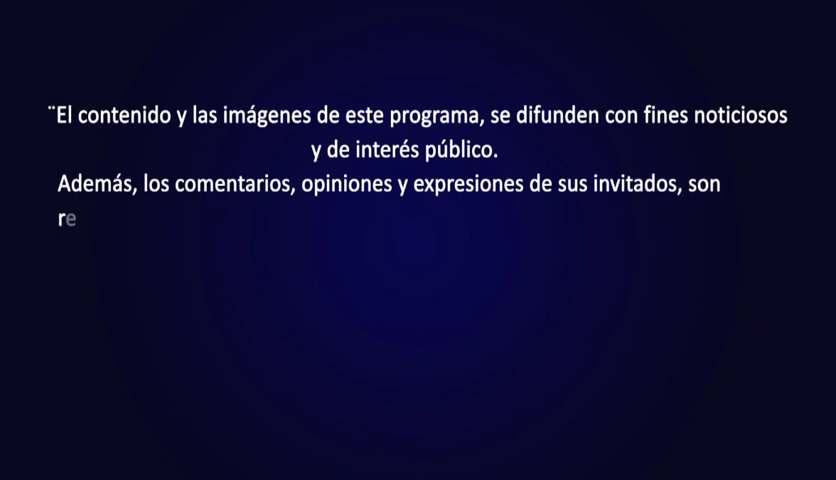 ¨El contenido y las imágenes de este programa, se difunden con fines noticiosos
y de interés público.
Además, los comentarios, opiniones y expresiones de sus invitados, son
re